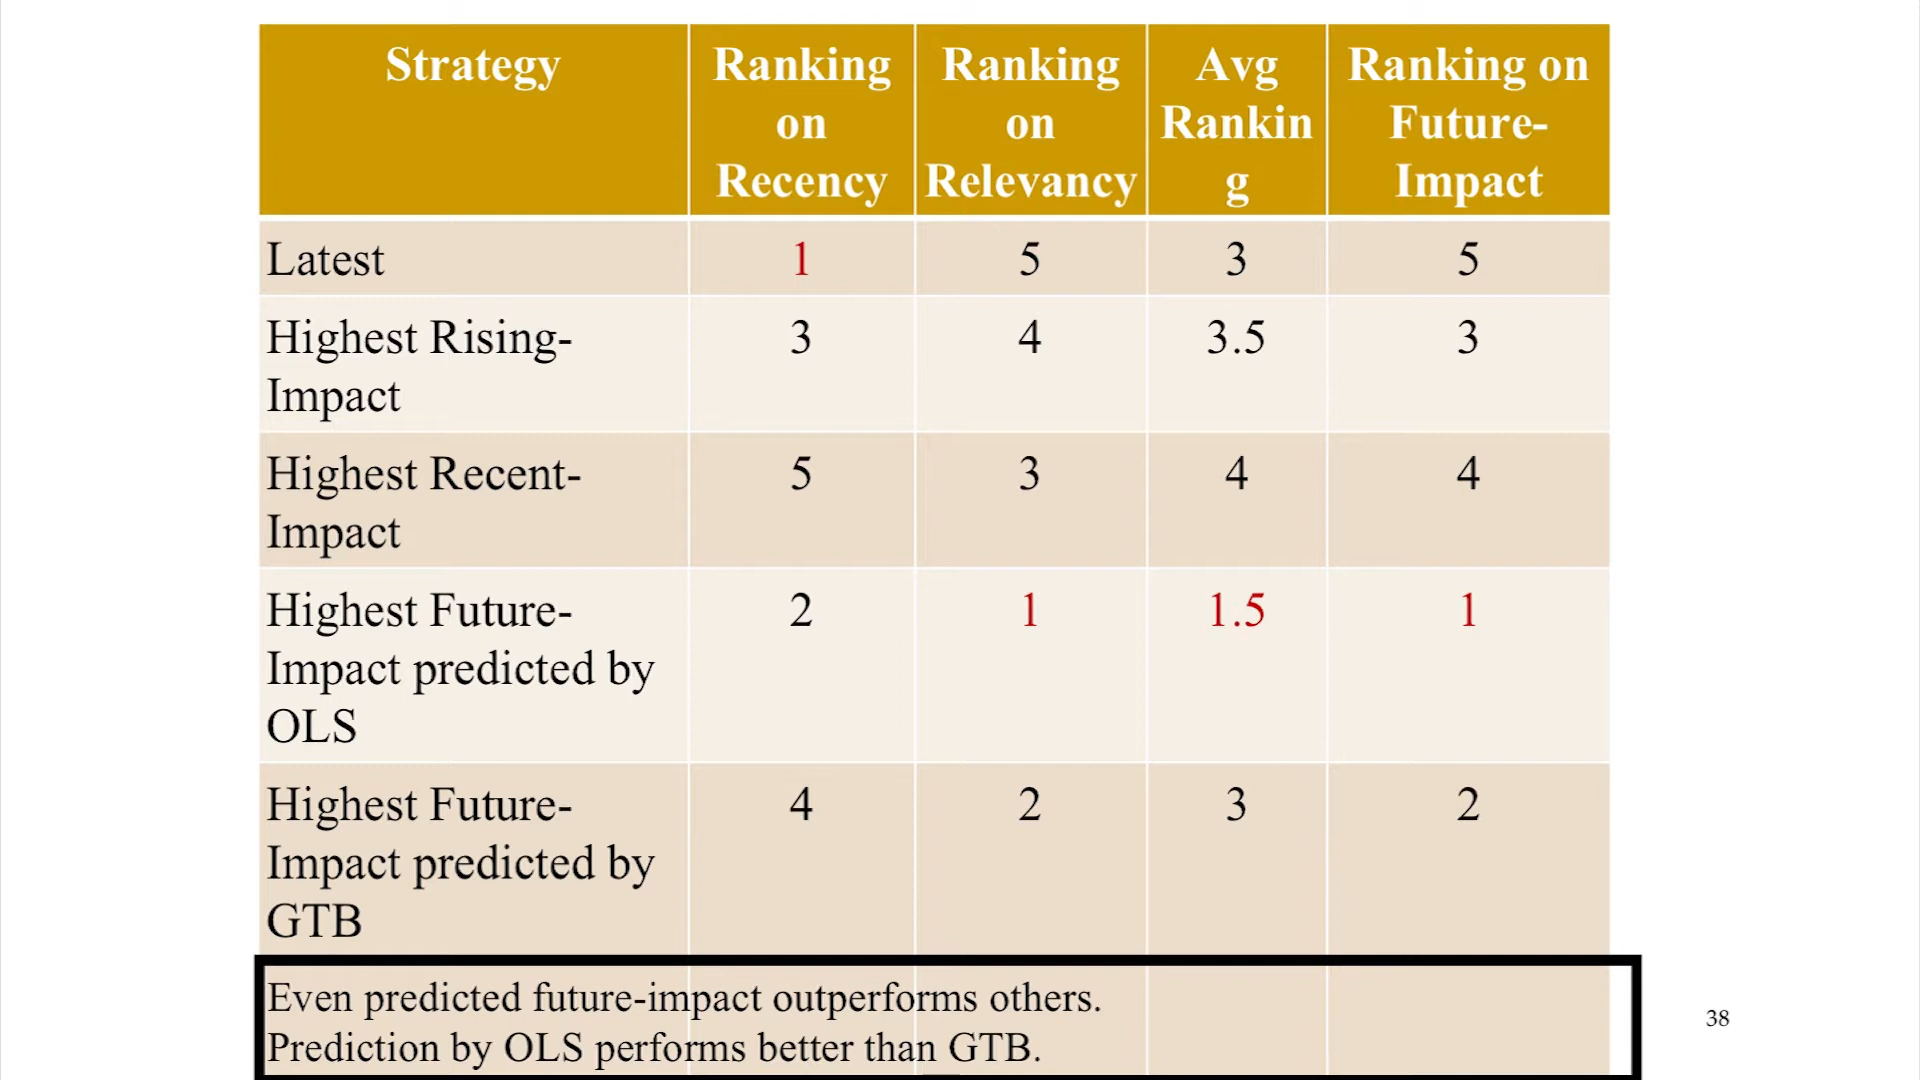 Strategy
Ranking
on
Recency
Ranking
on
Relevancy
Avg
Rankin
g
Ranking on
Future-
Impact
Latest
1
5
3
5
Highest Rising-
Impact
3
4
3.5
3
Highest Recent-
Impact
5
3
4
4
Highest Future-
Impact predicted by
OLS
2
1
1.5
1
Highest Future-
Impact predicted by
GTB
4
2
3
2
Even predicted future-impact outperforms others.
Prediction by OLS performs better than GTB.
38